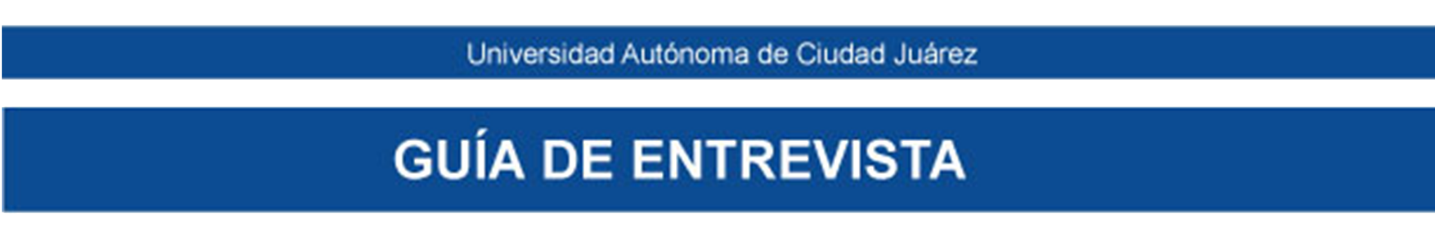 Universidad Autónoma de Ciudad Juárez
GUÍA DE ENTREVISTA